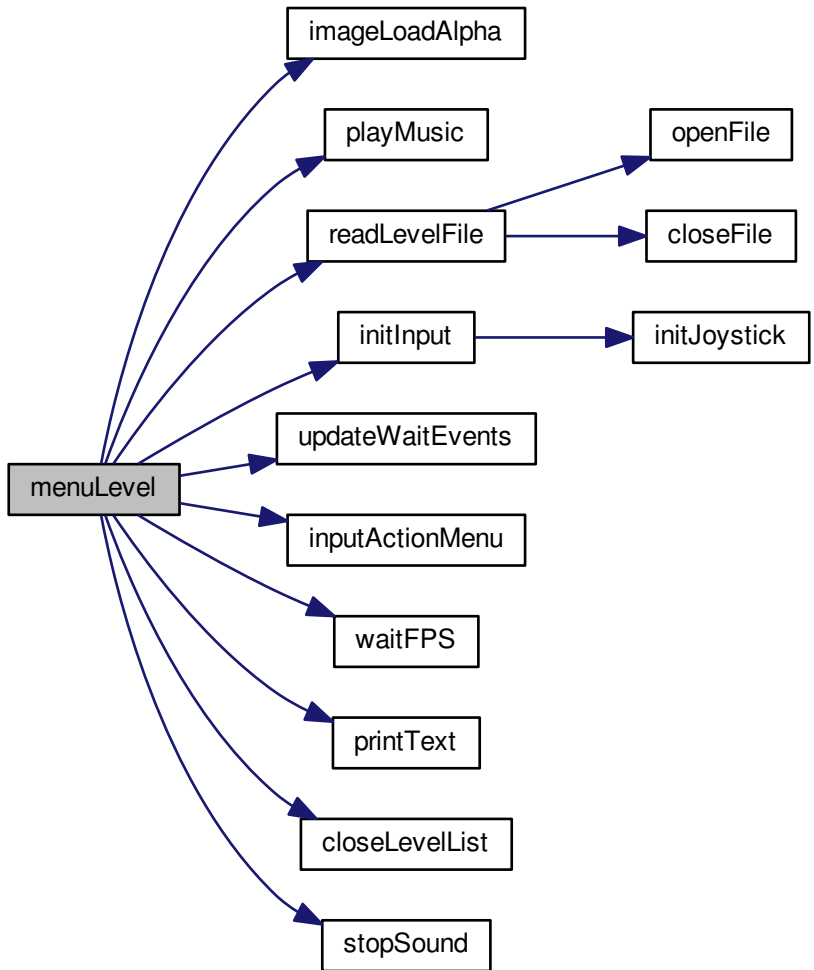 imageLoadAlpha
playMusic
openFile
readLevelFile
closeFile
initInput
initJoystick
updateWaitEvents
menuLevel
inputActionMenu
waitFPS
printText
closeLevelList
stopSound